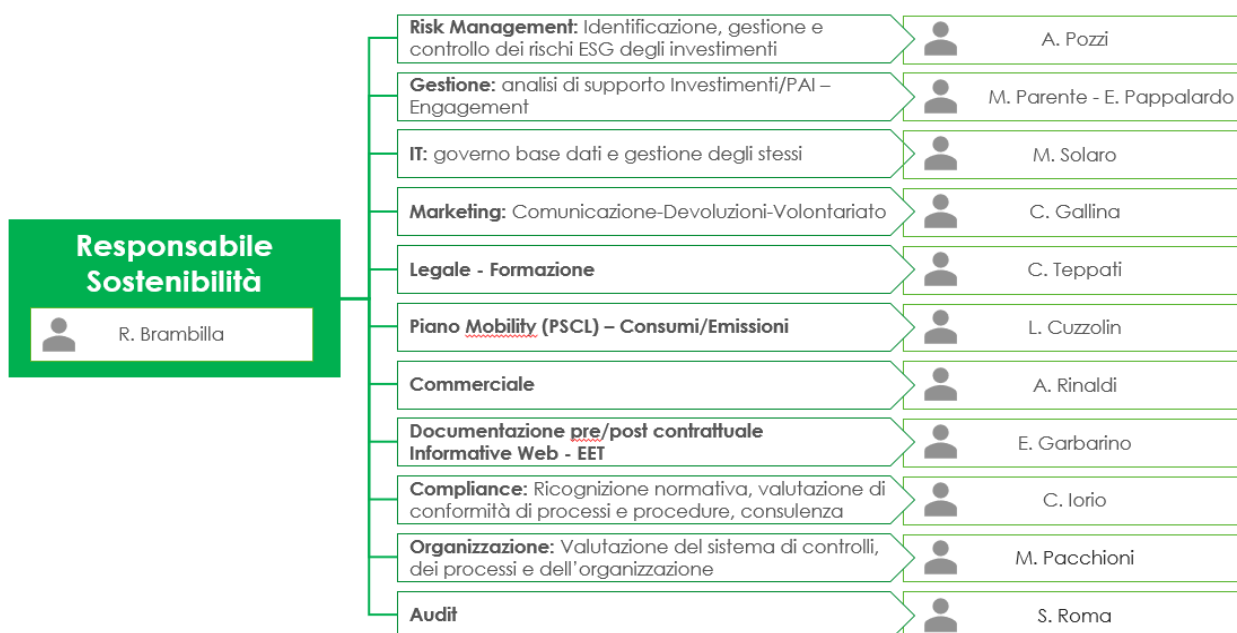 Responsabile
Sostenibilità
R. Brambilla
Risk Management: Identificazione, gestione e
controllo dei rischi ESG degli investimenti
A. Pozzi
Gestione: analisi di supporto Investimenti/PAI –
Engagement
M. Parente - E. Pappalardo
IT: governo base dati e gestione degli stessi
M. Solaro
Marketing: Comunicazione-Devoluzioni-Volontariato
C. Gallina
Legale - Formazione
C. Teppati
Piano Mobility (PSCL) – Consumi/Emissioni
L. Cuzzolin
Commerciale
A. Rinaldi
Documentazione pre/post contrattuale
Informative Web - EET
E. Garbarino
Compliance: Ricognizione normativa, valutazione di
conformità di processi e procedure, consulenza
C. Iorio
Organizzazione: Valutazione del sistema di controlli,
dei processi e dell’organizzazione
M. Pacchioni
Audit
S. Roma